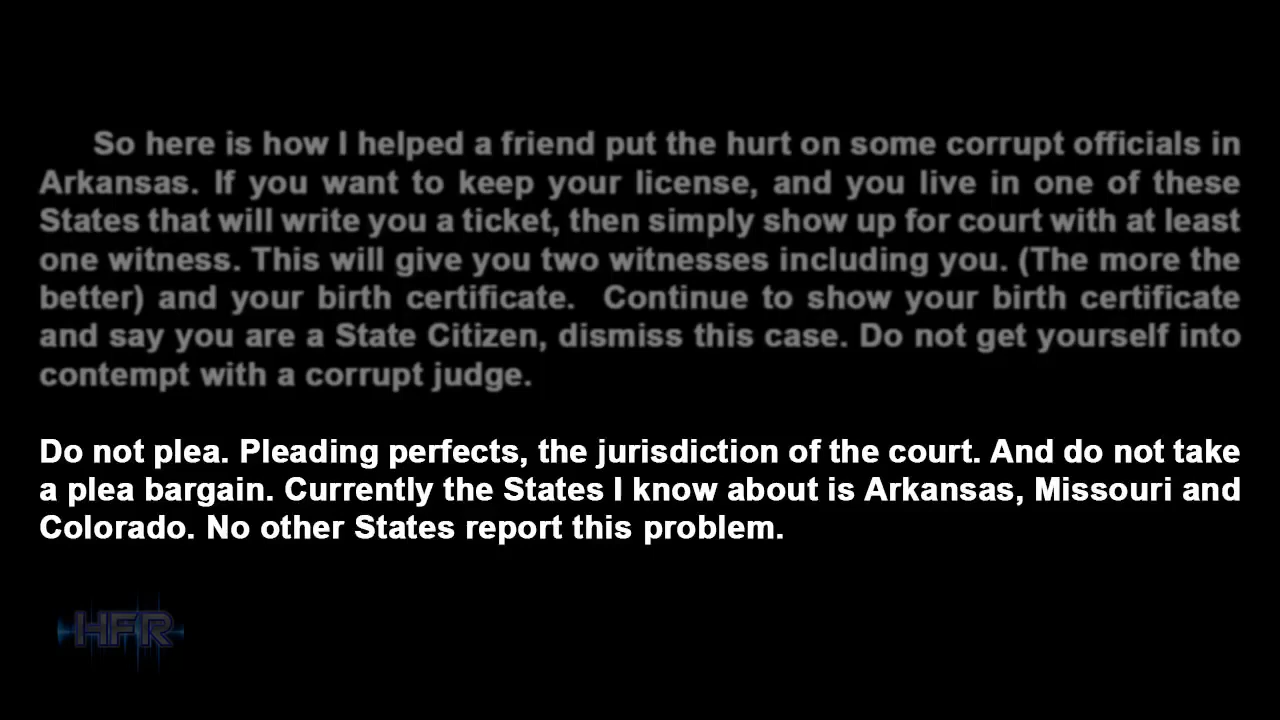 So here is how I helped a friend put the hurt on some corrupt officials in
Arkansas. If you want to keep your license, and you live in one of these
States that will write you a ticket, then simply show up for court with at least
one witness. This will give you two witnesses including you. (The more the
better) and your birth certificate.  Continue to show your birth certificate
and say you are a State Citizen, dismiss this case. Do not get yourself into
contempt with a corrupt judge.
Do not plea. Pleading perfects, the jurisdiction of the court. And do not take
a plea bargain. Currently the States I know about is Arkansas, Missouri and
Colorado. No other States report this problem.
HFR